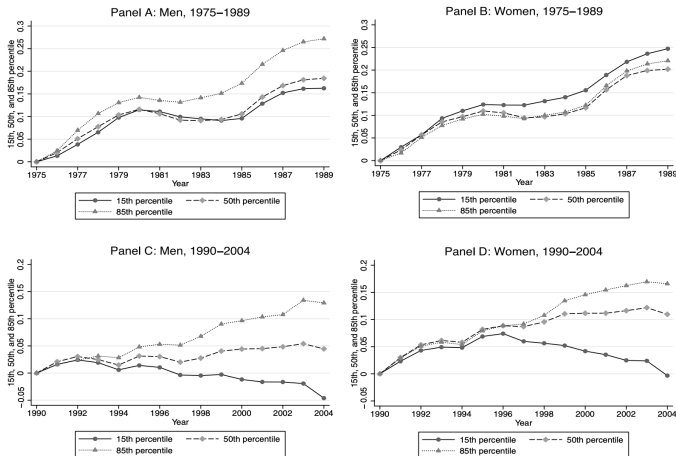 Panel A: Men, 1975–1989
15th, 50th, and 85th percentile
0.3
0.25
0.2
0.15
0.1
0.05
0
1975 1977 1979 1981 1983 1985 1987 1989
Year
15th percentile 50th percentile
85th percentile
Panel B: Women, 1975–1989
15th, 50th, and 85th percentile
0.3
0.25
0.2
0.15
0.1
0.05
0
1975 1977 1979 1981 1983 1985 1987 1989
Year
15th percentile 50th percentile
85th percentile
Panel C: Men, 1990–2004
15th, 50th, and 85th percentile
0.2
0.15
0.1
0.05
0
−0.05
1990 1992 1994 1996 1998 2000 2002 2004
Year
15th percentile 50th percentile
85th percentile
Panel D: Women, 1990–2004
15th, 50th, and 85th percentile
0.2
0.15
0.1
0.05
0
−0.05
1990 1992 1994 1996 1998 2000 2002 2004
Year
15th percentile 50th percentile
85th percentile